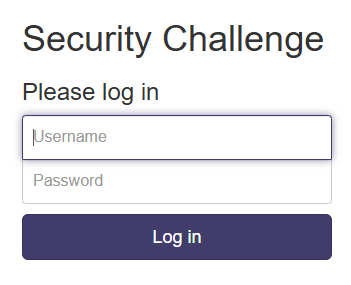 Security Challenge
Please log in
Username
Password
Log in